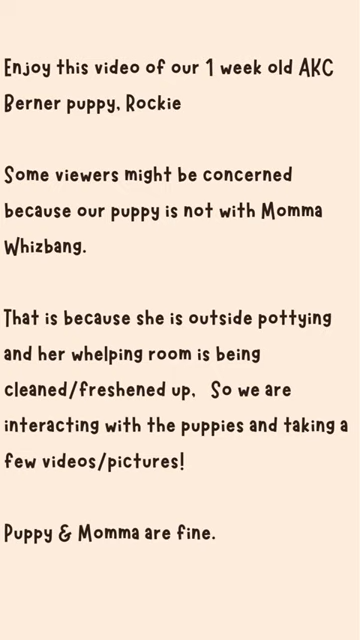 Enjoy this video of our 1 week old AKC
Berner puppy, Rockie
Some viewers might be concerned
because our puppy is not with Momma
Whizbang.
That is because she is outside pottying
and her whelping room is being
cleaned/freshened up.  So we are
interacting with the puppies and taking a
few videos/pictures!
Puppy & Momma are fine.